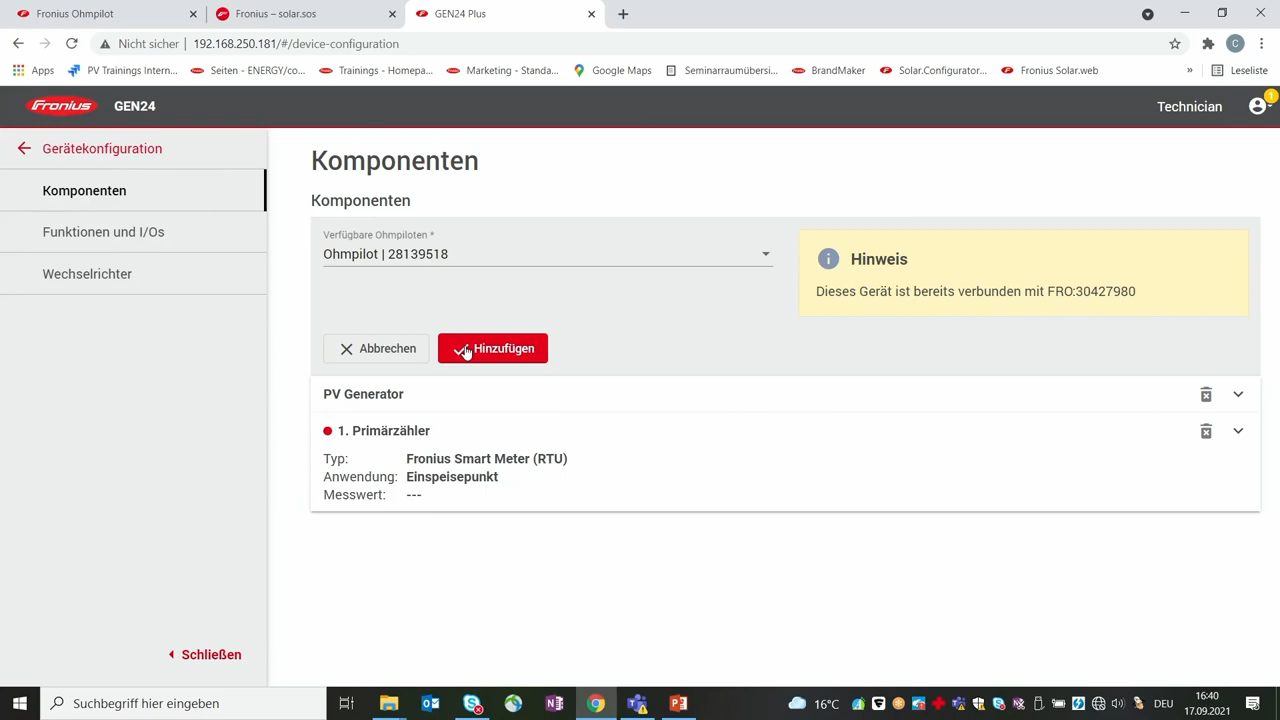 Fronius Ohmpilot
Fronius – solar.sos
GEN24 Plus
Nicht sicher | 192.168.250.181/#/device-configuration
C
Apps
PV Trainings Intern...
Seiten - ENERGY/co...
Trainings - Homepa...
Marketing - Standa...
Google Maps
Seminarraumübersi...
BrandMaker
Solar.Configurator...
Fronius Solar.web
»
Leseliste
Fronius
GEN24
Technician
1
Gerätekonfiguration
Komponenten
Funktionen und I/Os
Wechselrichter
Schließen
Komponenten
Komponenten
Verfügbare Ohmpiloten *
Ohmpilot | 28139518
Hinweis
Dieses Gerät ist bereits verbunden mit FRO:30427980
Abbrechen
Hinzufügen
PV Generator
1. Primärzähler
Typ: Fronius Smart Meter (RTU)
Anwendung: Einspeisepunkt
Messwert: ---
Suchbegriff hier eingeben
16°C
DEU
16:40
17.09.2021